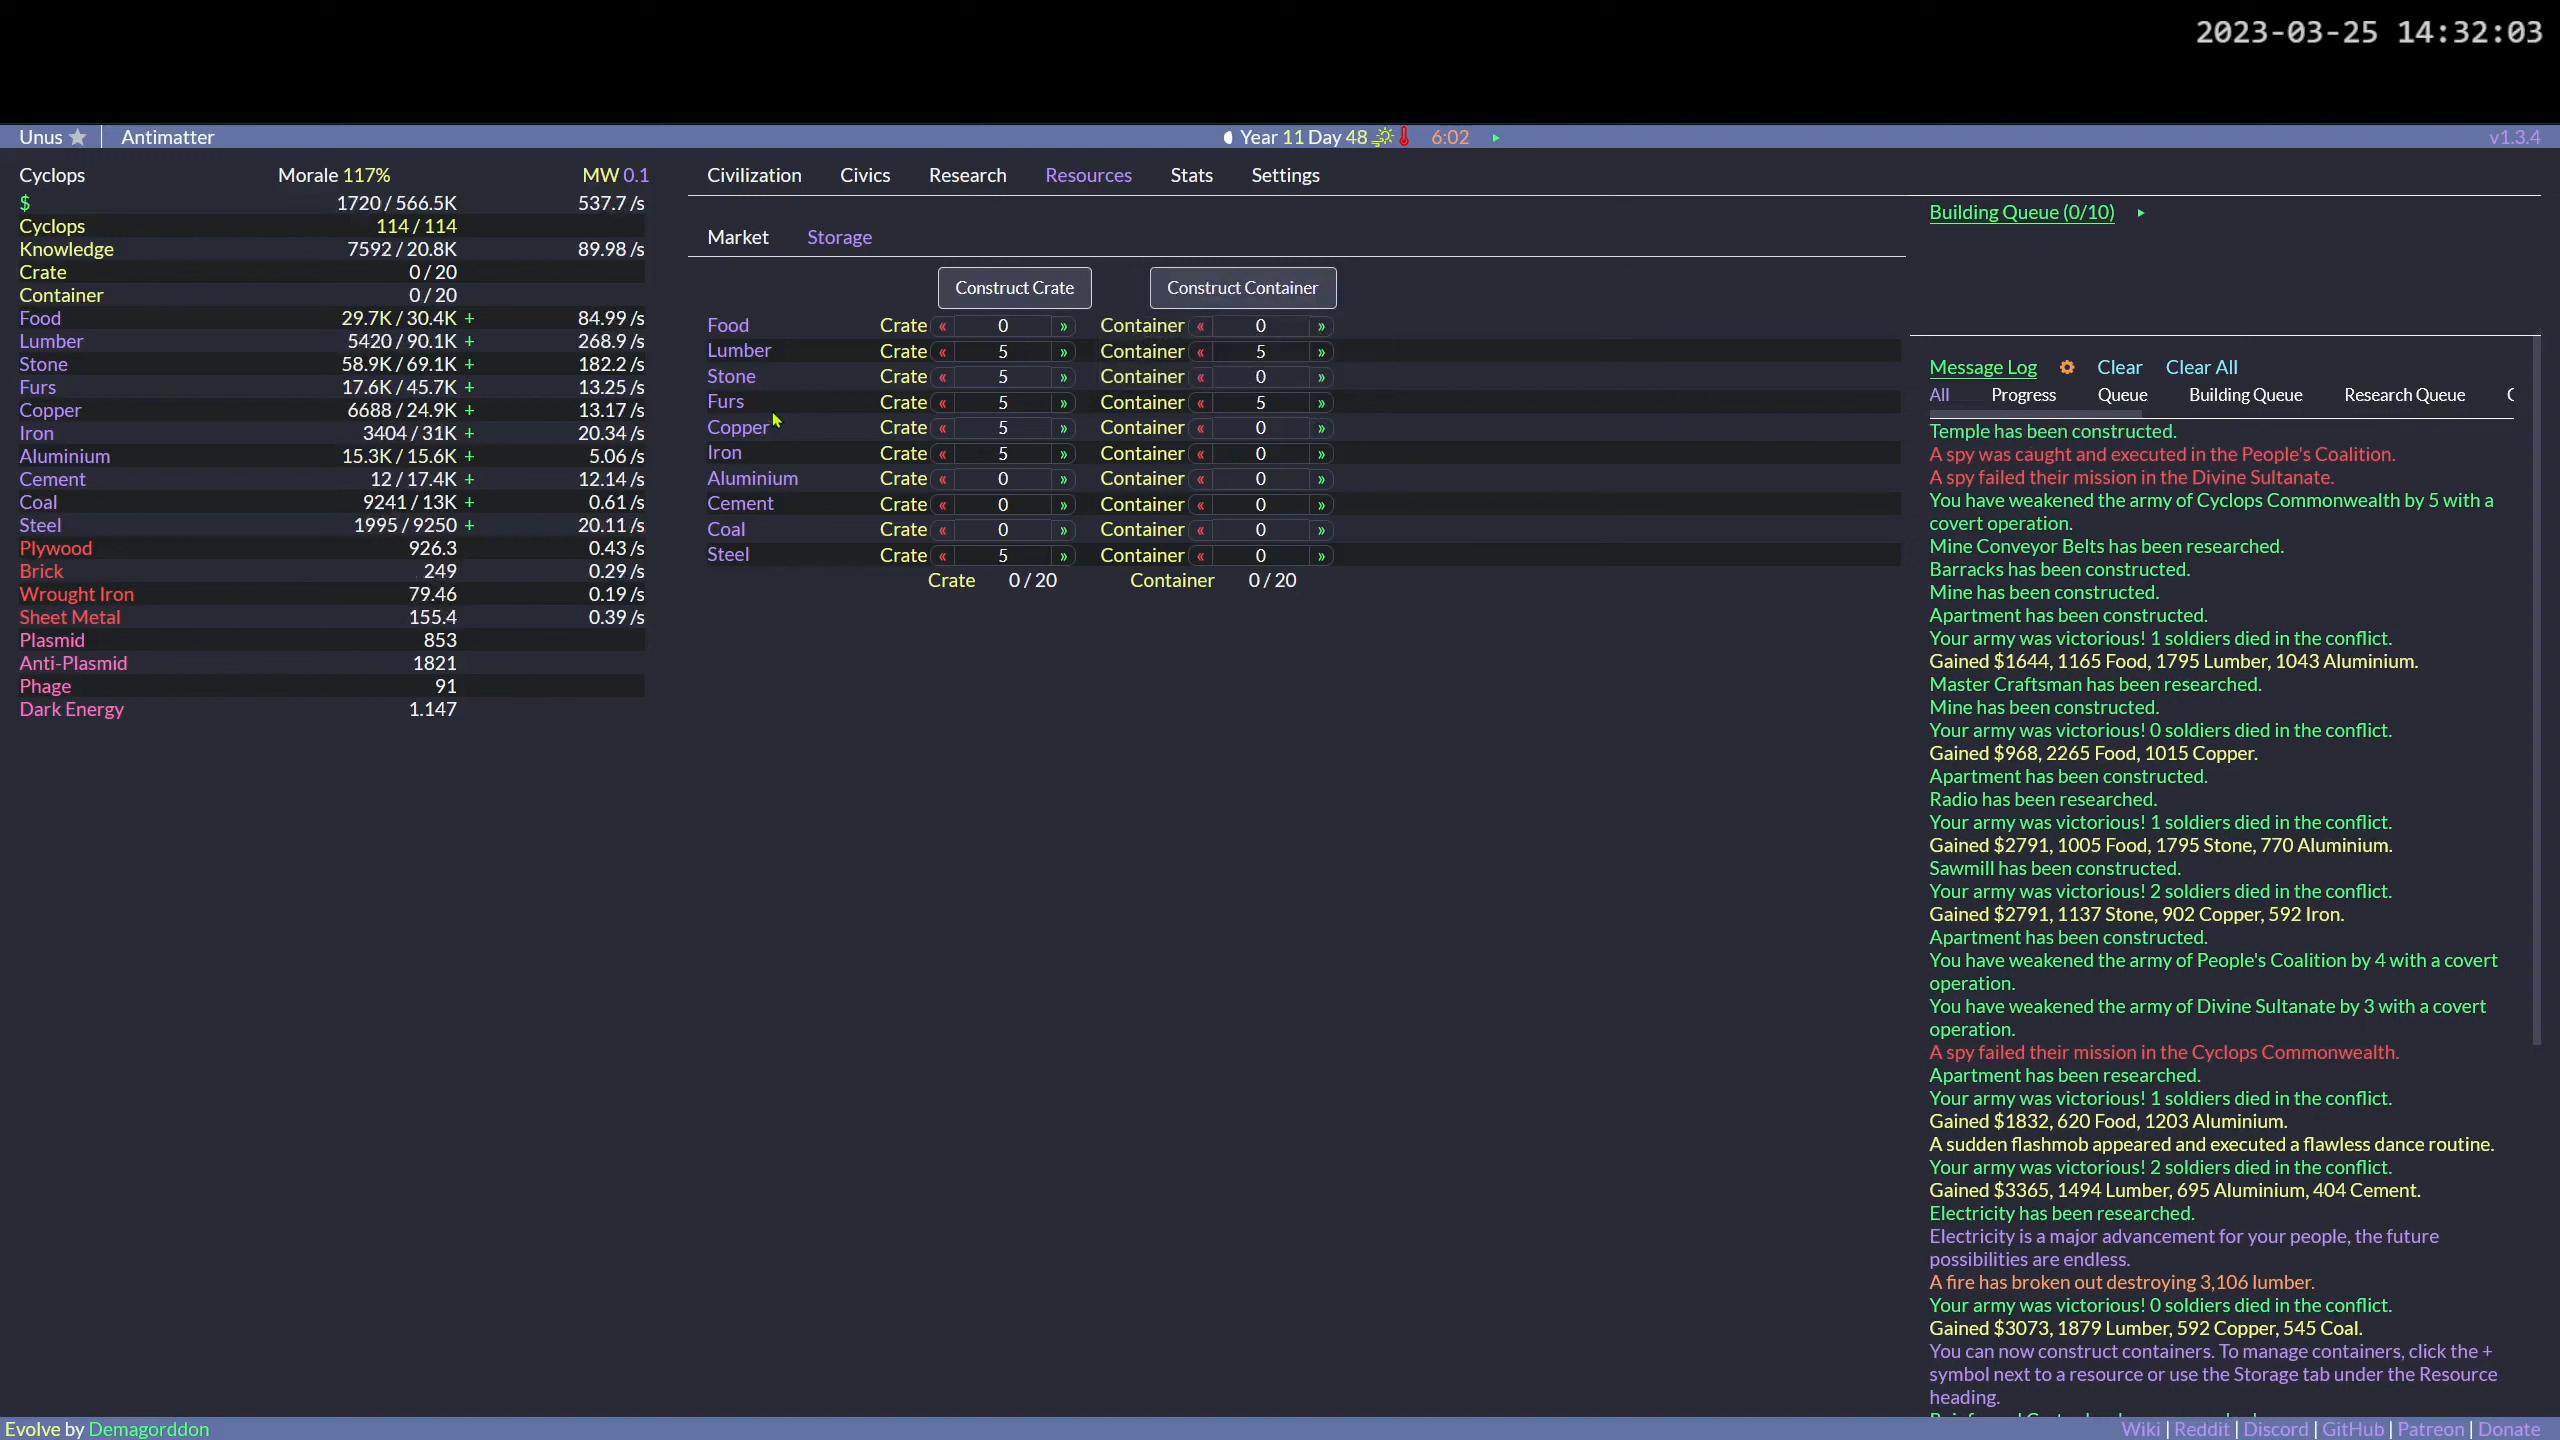 2023-03-25 14:32:03
Unus Antimatter Year 11 Day 48 6:02 v1.3.4
Cyclops Morale 117% MW 0.1
$ 1720 / 566.5K 537.7 /s
Cyclops 114 / 114
Knowledge 7592 / 20.8K 89.98 /s
Crate 0 / 20
Container 0 / 20
Food 29.7K / 30.4K + 84.99 /s
Lumber 5420 / 90.1K + 268.9 /s
Stone 58.9K / 69.1K + 182.2 /s
Furs 17.6K / 45.7K + 13.25 /s
Copper 6688 / 24.9K + 13.17 /s
Iron 3404 / 31K + 20.34 /s
Aluminium 15.3K / 15.6K + 5.06 /s
Cement 12 / 17.4K + 12.14 /s
Coal 9241 / 13K + 0.61 /s
Steel 1995 / 9250 + 20.11 /s
Plywood 926.3 0.43 /s
Brick 249 0.29 /s
Wrought Iron 79.46 0.19 /s
Sheet Metal 155.4 0.39 /s
Plasmid 853
Anti-Plasmid 1821
Phage 91
Dark Energy 1.147
Civilization Civics Research Resources Stats Settings
Market Storage
Construct Crate Construct Container
Food Crate « 0 » Container « 0 »
Lumber Crate « 5 » Container « 5 »
Stone Crate « 5 » Container « 0 »
Furs Crate « 5 » Container « 5 »
Copper Crate « 5 » Container « 0 »
Iron Crate « 5 » Container « 0 »
Aluminium Crate « 0 » Container « 0 »
Cement Crate « 0 » Container « 0 »
Coal Crate « 0 » Container « 0 »
Steel Crate « 5 » Container « 0 »
Crate 0 / 20 Container 0 / 20
Building Queue (0/10)
Message Log Clear Clear All
All Progress Queue Building Queue Research Queue
Temple has been constructed.
A spy was caught and executed in the People's Coalition.
A spy failed their mission in the Divine Sultanate.
You have weakened the army of Cyclops Commonwealth by 5 with a
covert operation.
Mine Conveyor Belts has been researched.
Barracks has been constructed.
Mine has been constructed.
Apartment has been constructed.
Your army was victorious! 1 soldiers died in the conflict.
Gained $1644, 1165 Food, 1795 Lumber, 1043 Aluminium.
Master Craftsman has been researched.
Mine has been constructed.
Your army was victorious! 0 soldiers died in the conflict.
Gained $968, 2265 Food, 1015 Copper.
Apartment has been constructed.
Radio has been researched.
Your army was victorious! 1 soldiers died in the conflict.
Gained $2791, 1005 Food, 1795 Stone, 770 Aluminium.
Sawmill has been constructed.
Your army was victorious! 2 soldiers died in the conflict.
Gained $2791, 1137 Stone, 902 Copper, 592 Iron.
Apartment has been constructed.
You have weakened the army of People's Coalition by 4 with a covert
operation.
You have weakened the army of Divine Sultanate by 3 with a covert
operation.
A spy failed their mission in the Cyclops Commonwealth.
Apartment has been researched.
Your army was victorious! 1 soldiers died in the conflict.
Gained $1832, 620 Food, 1203 Aluminium.
A sudden flashmob appeared and executed a flawless dance routine.
Your army was victorious! 2 soldiers died in the conflict.
Gained $3365, 1494 Lumber, 695 Aluminium, 404 Cement.
Electricity has been researched.
Electricity is a major advancement for your people, the future
possibilities are endless.
A fire has broken out destroying 3,106 lumber.
Your army was victorious! 0 soldiers died in the conflict.
Gained $3073, 1879 Lumber, 592 Copper, 545 Coal.
You can now construct containers. To manage containers, click the +
symbol next to a resource or use the Storage tab under the Resource
heading.
Evolve by Demagorddon Wiki | Reddit | Discord | GitHub | Patreon | Donate